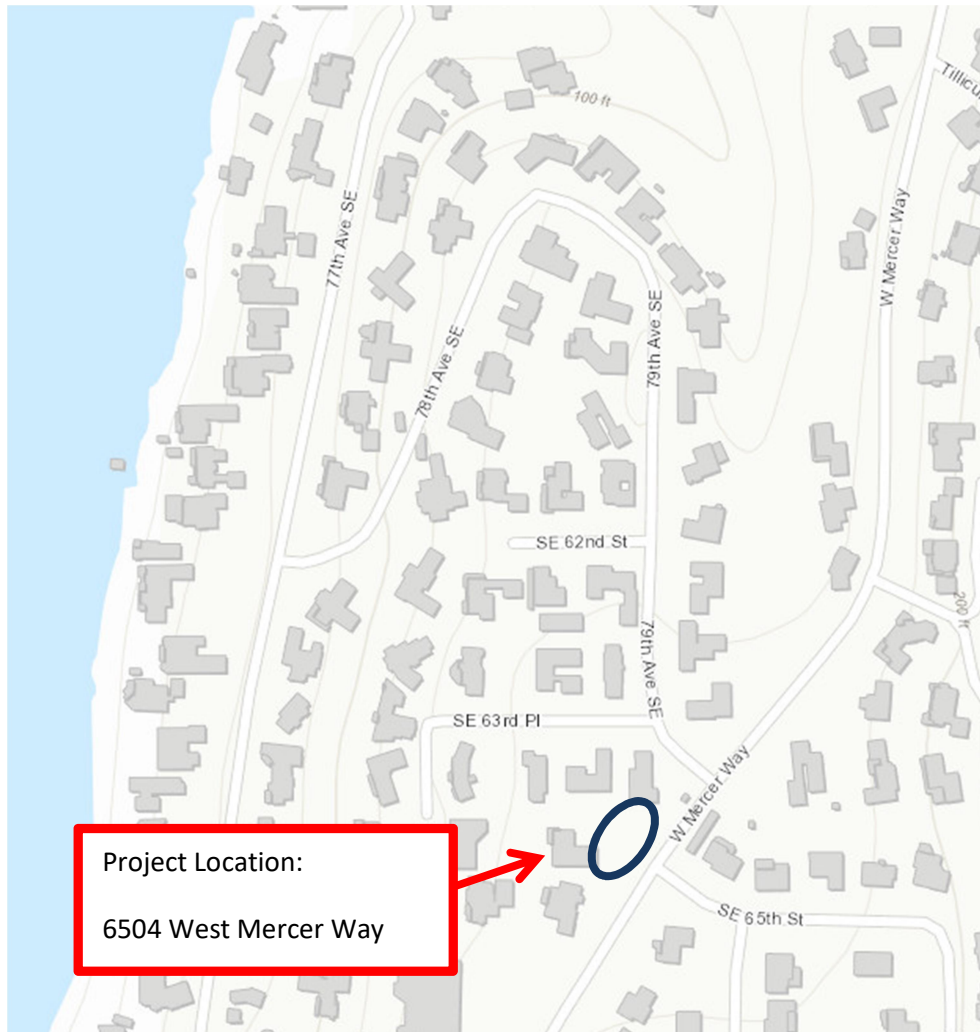 Tillicu
100 ft
77th Ave SE
W Mercer Way
78th Ave SE
79th Ave SE
SE 62nd St
200 ft
79th Ave SE
SE 63rd Pl
W Mercer Way
Project Location:
6504 West Mercer Way
SE 65th St